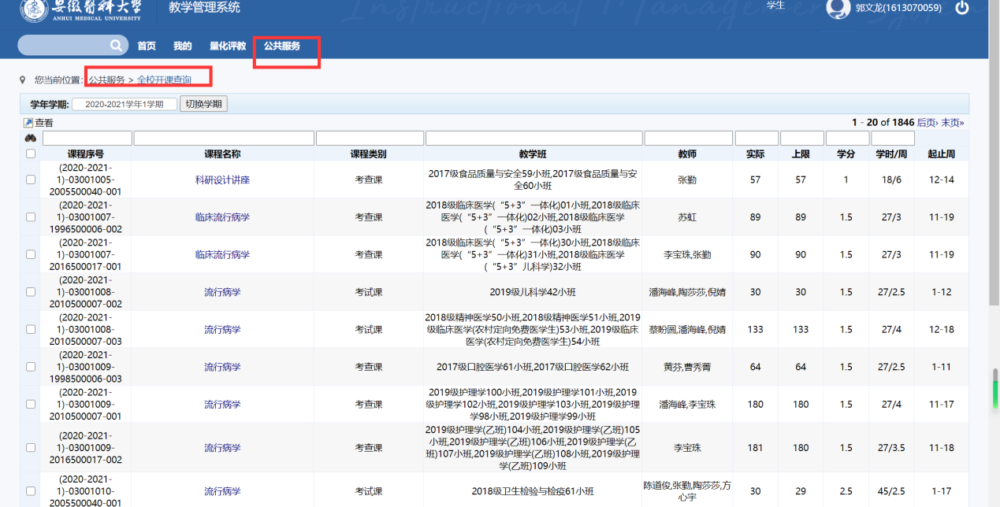 安徽醫科大学
ANHUI MEDICAL UNIVERSITY
教学管理系统
学生
郭文龙(1613070059)
首页 我的 量化评教 公共服务
您当前位置: 公共服务 > 全校开课查询
学年学期: 2020-2021学年1学期 切换学期
查看
1 - 20 of 1846 后页› 末页»
课程序号 课程名称 课程类别 教学班 教师 实际 上限 学分 学时/周 起止周
(2020-2021-
1)-03001005-
2005500040-001
科研设计讲座
考查课
2017级食品质量与安全59小班,2017级食品质量与安
全60小班
张勤
57 57 1 18/6 12-14
(2020-2021-
1)-03001007-
1996500006-002
临床流行病学
考查课
2018级临床医学(“5+3”一体化)01小班,2018级临床
医学(“5+3”一体化)02小班,2018级临床医学
(“5+3”一体化)03小班
苏虹
89 89 1.5 27/3 11-19
(2020-2021-
1)-03001007-
2016500017-001
临床流行病学
考查课
2018级临床医学(“5+3”一体化)30小班,2018级临床
医学(“5+3”一体化)31小班,2018级临床医学
(“5+3”儿科学)32小班
李宝珠,张勤
90 90 1.5 27/3 11-19
(2020-2021-
1)-03001008-
2010500007-002
流行病学
考试课
2019级儿科学42小班
潘海峰,陶莎莎,倪婧
30 30 1.5 27/2.5 1-12
(2020-2021-
1)-03001008-
2010500007-003
流行病学
考试课
2018级精神医学50小班,2018级精神医学51小班,2019
级临床医学(农村定向免费医学生)53小班,2019级临床
医学(农村定向免费医学生)54小班
蔡盼圆,潘海峰,倪婧
133 133 1.5 27/4 12-18
(2020-2021-
1)-03001009-
1998500006-003
流行病学
考查课
2017级口腔医学61小班,2017级口腔医学62小班
黄芬,曹秀菁
64 64 1.5 27/2.5 1-11
(2020-2021-
1)-03001009-
2010500007-001
流行病学
考查课
2019级护理学100小班,2019级护理学101小班,2019
级护理学102小班,2019级护理学103小班,2019级护理
学98小班,2019级护理学99小班
潘海峰,李宝珠
180 180 1.5 27/4 11-17
(2020-2021-
1)-03001009-
2016500017-002
流行病学
考查课
2019级护理学(乙班)104小班,2019级护理学(乙班)105
小班,2019级护理学(乙班)106小班,2019级护理学(乙
班)107小班,2019级护理学(乙班)108小班,2019级护理
学(乙班)109小班
李宝珠
181 180 1.5 27/3.5 11-18
(2020-2021-
1)-03001010-
2005500040-001
流行病学
考试课
2018级卫生检验与检疫61小班
陈道俊,张勤,陶莎莎,方
心宇
30 29 2.5 45/2.5 1-17